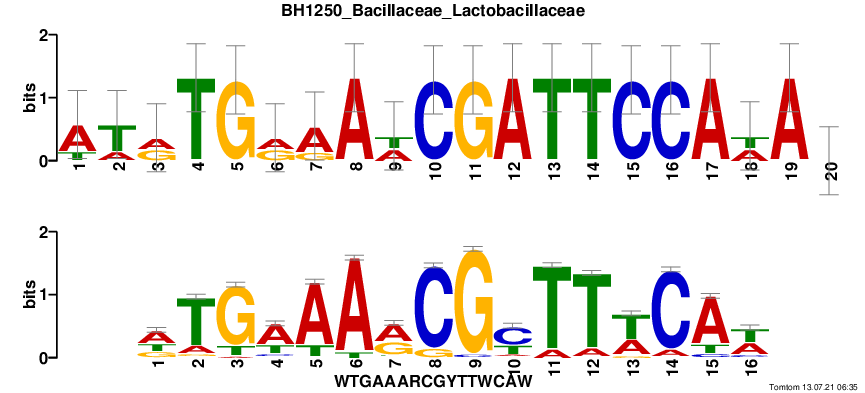 BH1250_Bacillaceae_Lactobacillaceae
2
1
0
bits
A T A T G A A A T C G A T T C C A T A
T A G G G A A
1 2 3 4 5 6 7 8 9 10 11 12 13 14 15 16 17 18 19 20
2
1
0
bits
A T G A A A A C G C T T T C A T
1 2 3 4 5 6 7 8 9 10 11 12 13 14 15 16
WTGAAARCGYTTWCAW
Tomtom 13.07.21 06:35